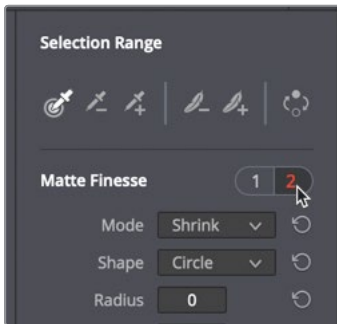 Selection Range
Matte Finesse 1 2
Mode Shrink
Shape Circle
Radius 0